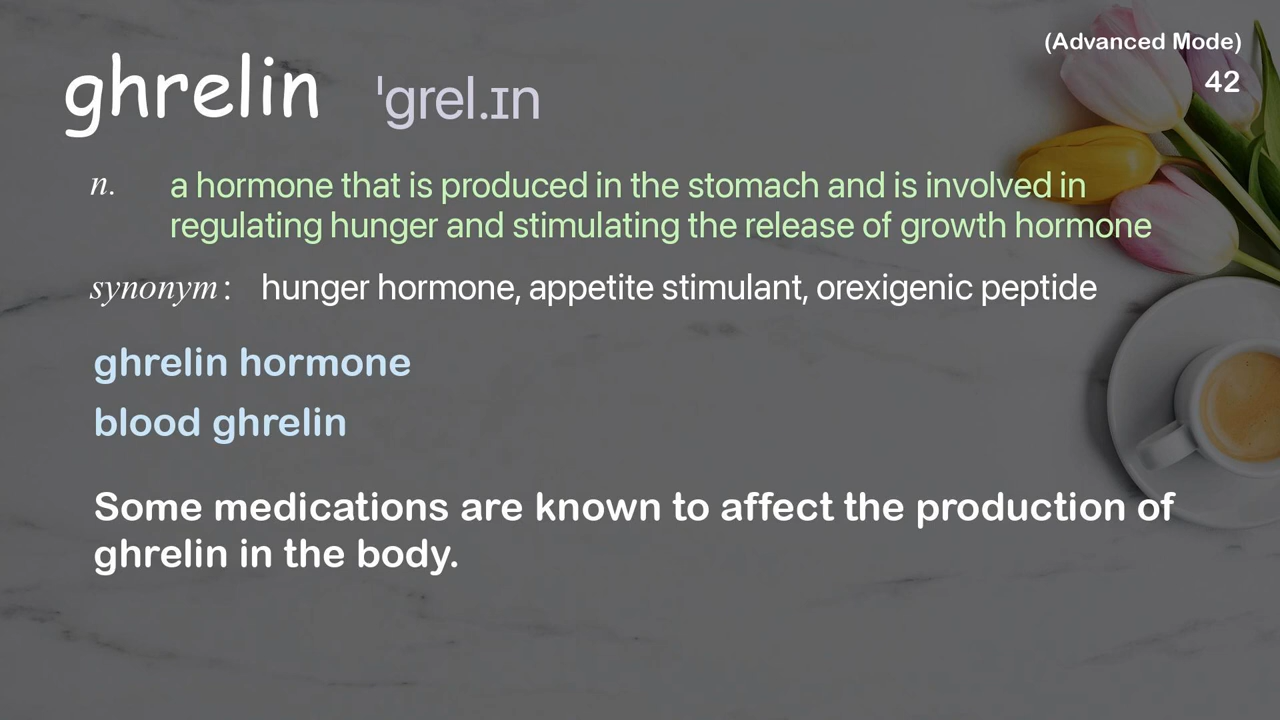 (Advanced Mode)
ghrelin ˈgrel.ɪn
42
n. a hormone that is produced in the stomach and is involved in
regulating hunger and stimulating the release of growth hormone
synonym: hunger hormone, appetite stimulant, orexigenic peptide
ghrelin hormone
blood ghrelin
Some medications are known to affect the production of
ghrelin in the body.